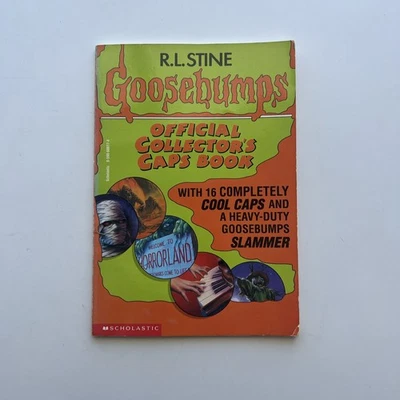 R.L. STINE
Goosebumps
OFFICIAL
COLLECTOR'S
CAPS BOOK
WITH 16 COMPLETELY
COOL CAPS AND
A HEAVY-DUTY
GOOSEBUMPS
SLAMMER
WELCOME TO
HORRORLAND
SCHOLASTIC